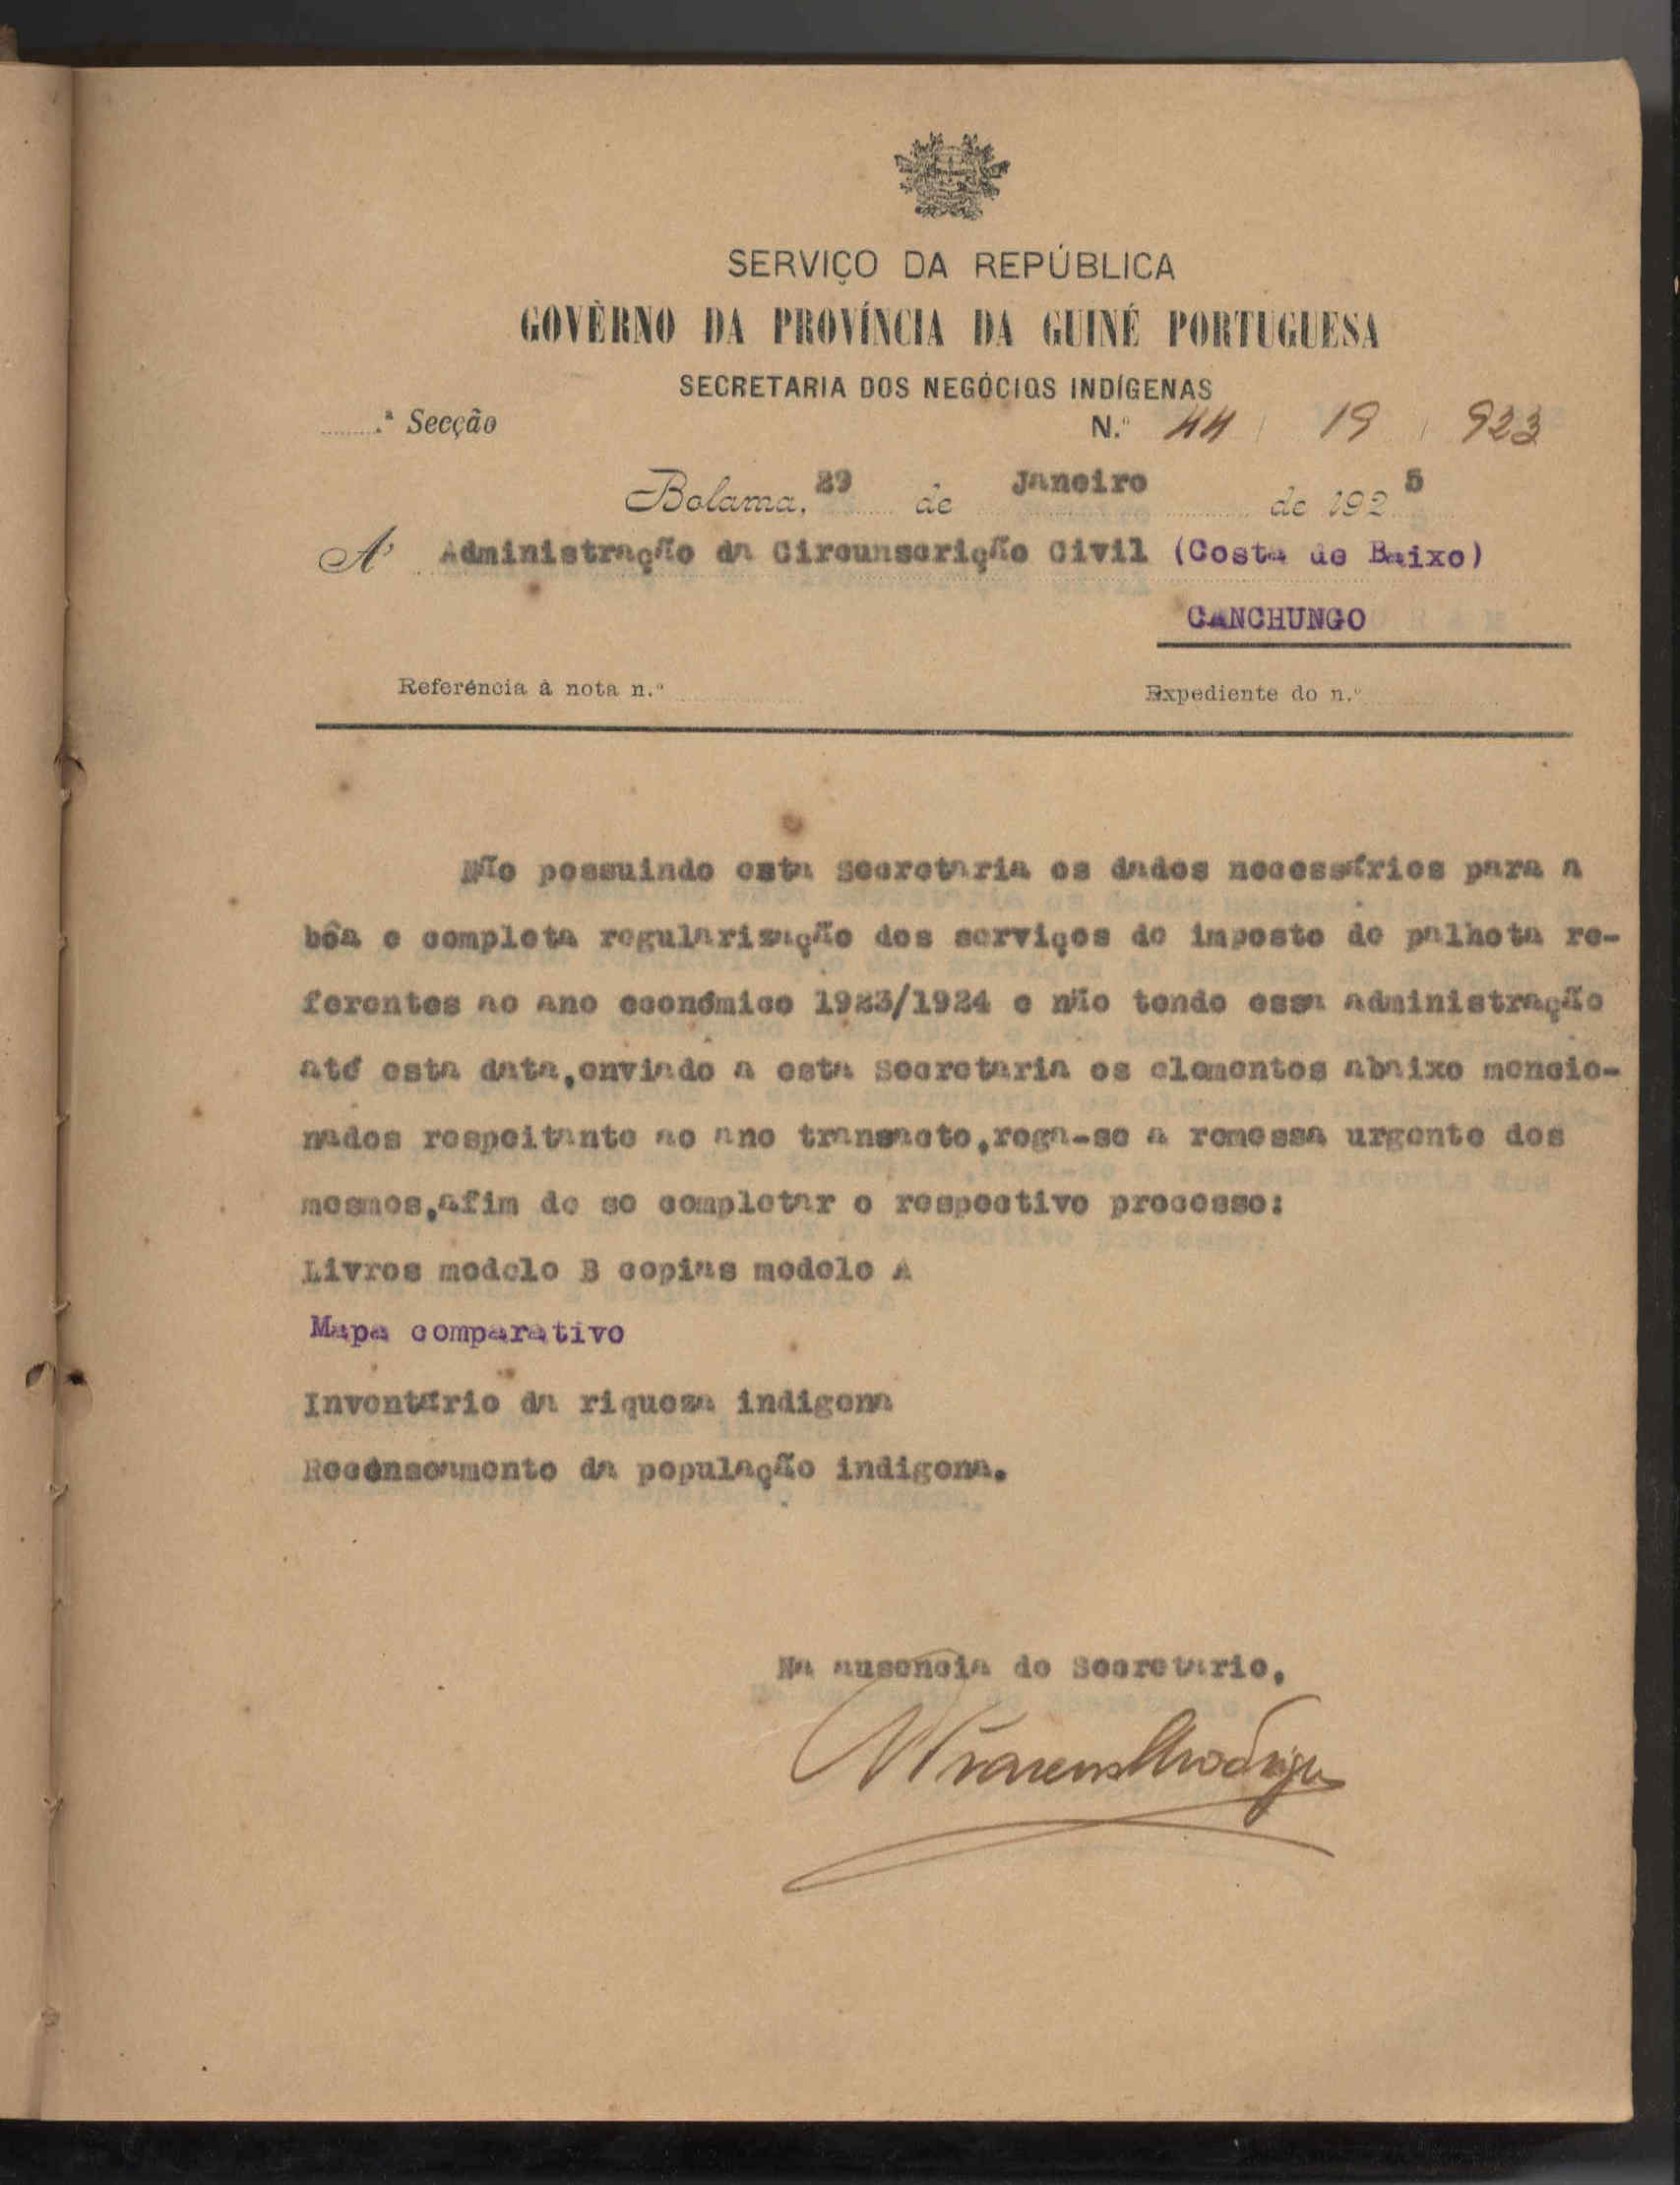 SERVIÇO DA REPÚBLICA
GOVÊRNO DA PROVÍNCIA DA GUINÉ PORTUGUESA
SECRETARIA DOS NEGÓCIOS INDÍGENAS
.ª Secção N.º 44 / 19 / 923
Bolama, 29 de Janeiro de 1925
A' Administração da Circunscrição Civil (Costa de Baixo)
CANCHUNGO
Referéncia à nota n.º Expediente do n.º
Não possuindo esta Secretaria os dados necessários para a
bôa e completa regularização dos serviços do imposto de palhota re-
ferentes ao ano económico 1923/1924 e não tendo essa administração
até esta data,enviado a esta Secretaria os elementos abaixo mencio-
nados respeitante ao ano transacto,roga-se a remessa urgente dos
mesmos,afim de se completar o respectivo processo:
Livros modelo B copias modelo A
Mapa comparativo
Inventário da riqueza indigena
Recénseamento da população indigena.
Na ausencia do Secretario,